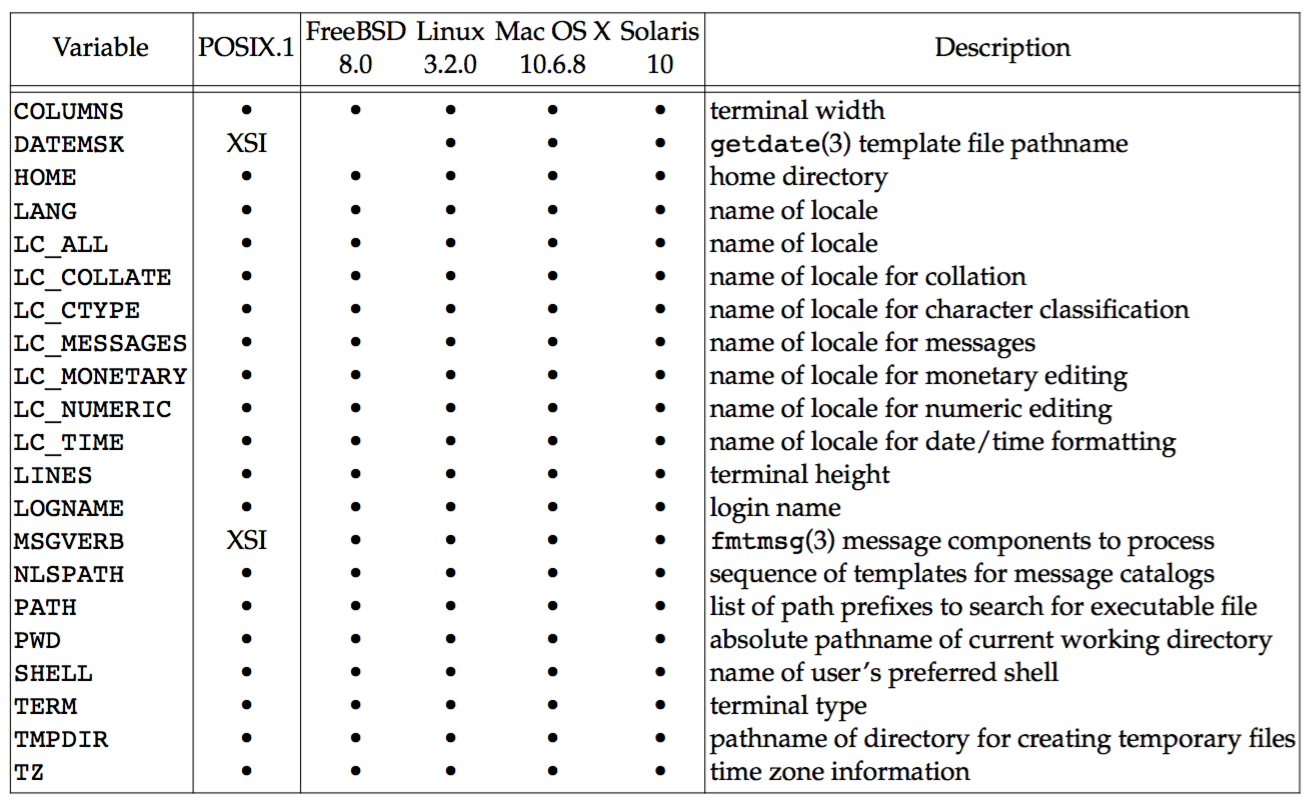 Variable POSIX.1 FreeBSD 8.0 Linux 3.2.0 Mac OS X 10.6.8 Solaris 10 Description
COLUMNS • • • • • terminal width
DATEMSK XSI • • • getdate(3) template file pathname
HOME • • • • • home directory
LANG • • • • • name of locale
LC_ALL • • • • • name of locale
LC_COLLATE • • • • • name of locale for collation
LC_CTYPE • • • • • name of locale for character classification
LC_MESSAGES • • • • • name of locale for messages
LC_MONETARY • • • • • name of locale for monetary editing
LC_NUMERIC • • • • • name of locale for numeric editing
LC_TIME • • • • • name of locale for date/time formatting
LINES • • • • • terminal height
LOGNAME • • • • • login name
MSGVERB XSI • • • • fmtmsg(3) message components to process
NLSPATH • • • • • sequence of templates for message catalogs
PATH • • • • • list of path prefixes to search for executable file
PWD • • • • • absolute pathname of current working directory
SHELL • • • • • name of user's preferred shell
TERM • • • • • terminal type
TMPDIR • • • • • pathname of directory for creating temporary files
TZ • • • • • time zone information